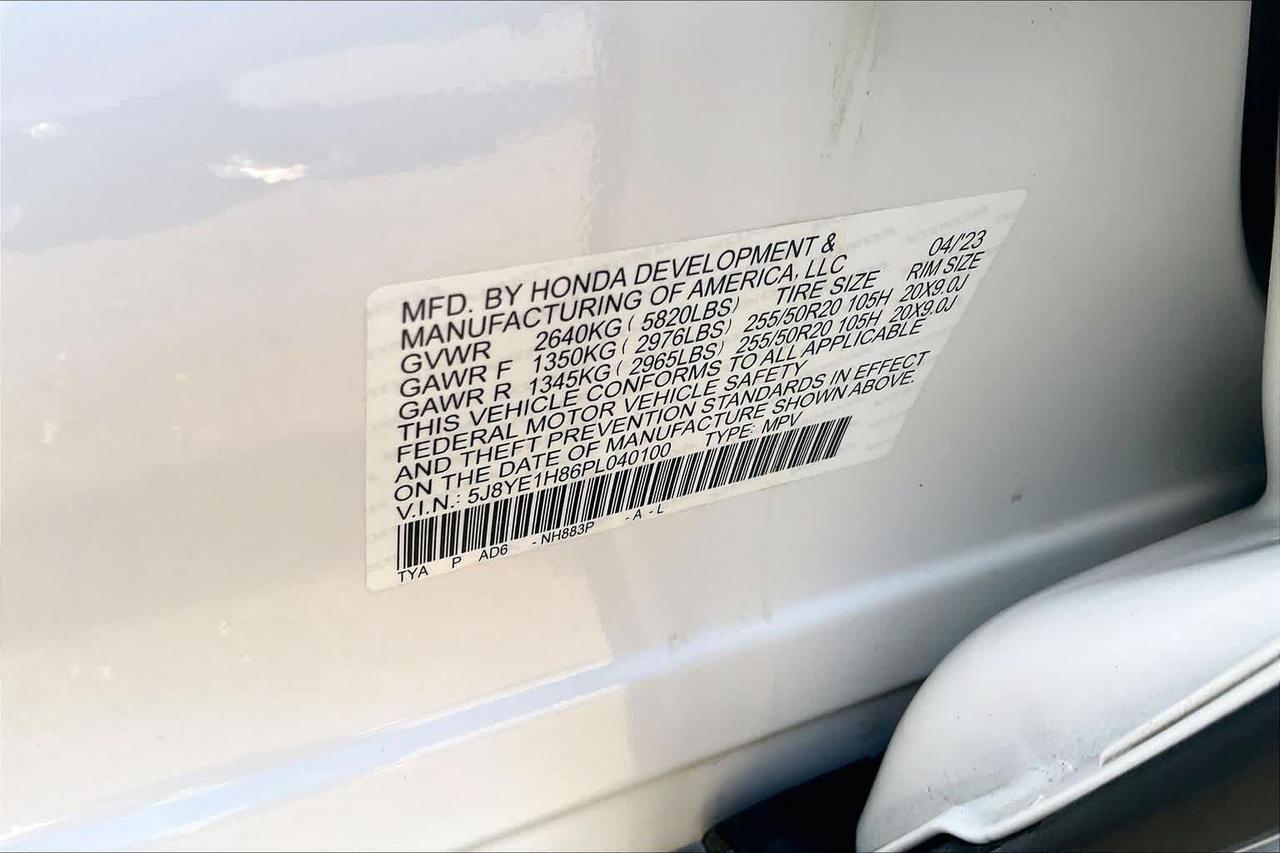 MFD. BY HONDA DEVELOPMENT & 04/'23
MANUFACTURING OF AMERICA, LLC
GVWR 2640KG ( 5820LBS) TIRE SIZE RIM SIZE
GAWR F 1350KG ( 2976LBS) 255/50R20 105H 20X9.0J
GAWR R 1345KG ( 2965LBS) 255/50R20 105H 20X9.0J
THIS VEHICLE CONFORMS TO ALL APPLICABLE
FEDERAL MOTOR VEHICLE SAFETY
AND THEFT PREVENTION STANDARDS IN EFFECT
ON THE DATE OF MANUFACTURE SHOWN ABOVE.
V.I.N.: 5J8YE1H86PL040100 TYPE: MPV
TYA P AD6 - NH883P - A - L